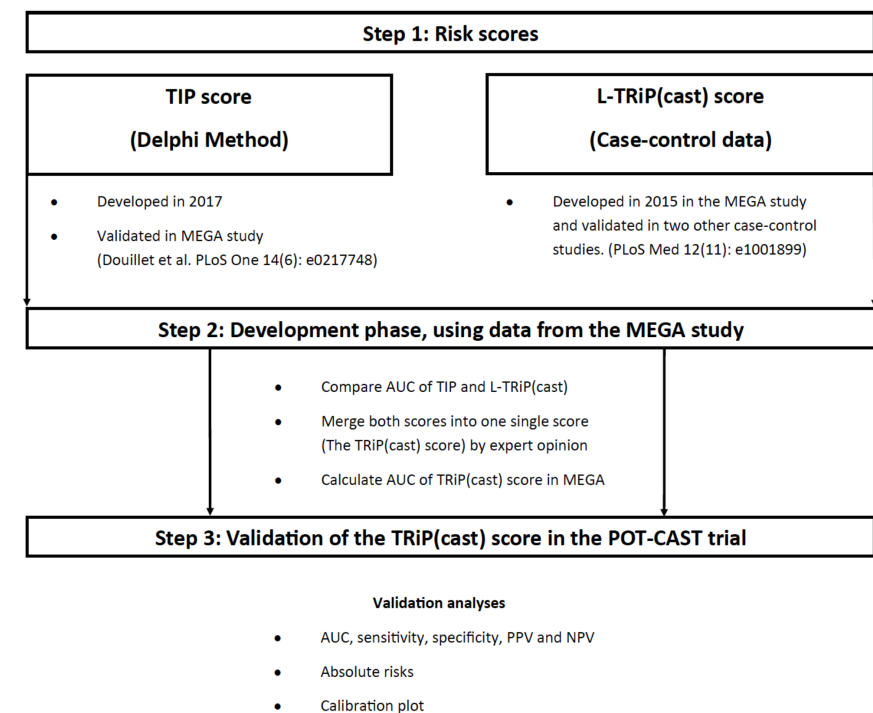 Step 1: Risk scores
TIP score
(Delphi Method)
L-TRiP(cast) score
(Case-control data)
• Developed in 2017
• Validated in MEGA study
(Douillet et al. PLoS One 14(6): e0217748)
• Developed in 2015 in the MEGA study
and validated in two other case-control
studies. (PLoS Med 12(11): e1001899)
Step 2: Development phase, using data from the MEGA study
• Compare AUC of TIP and L-TRiP(cast)
• Merge both scores into one single score
(The TRiP(cast) score) by expert opinion
• Calculate AUC of TRiP(cast) score in MEGA
Step 3: Validation of the TRiP(cast) score in the POT-CAST trial
Validation analyses
• AUC, sensitivity, specificity, PPV and NPV
• Absolute risks
• Calibration plot